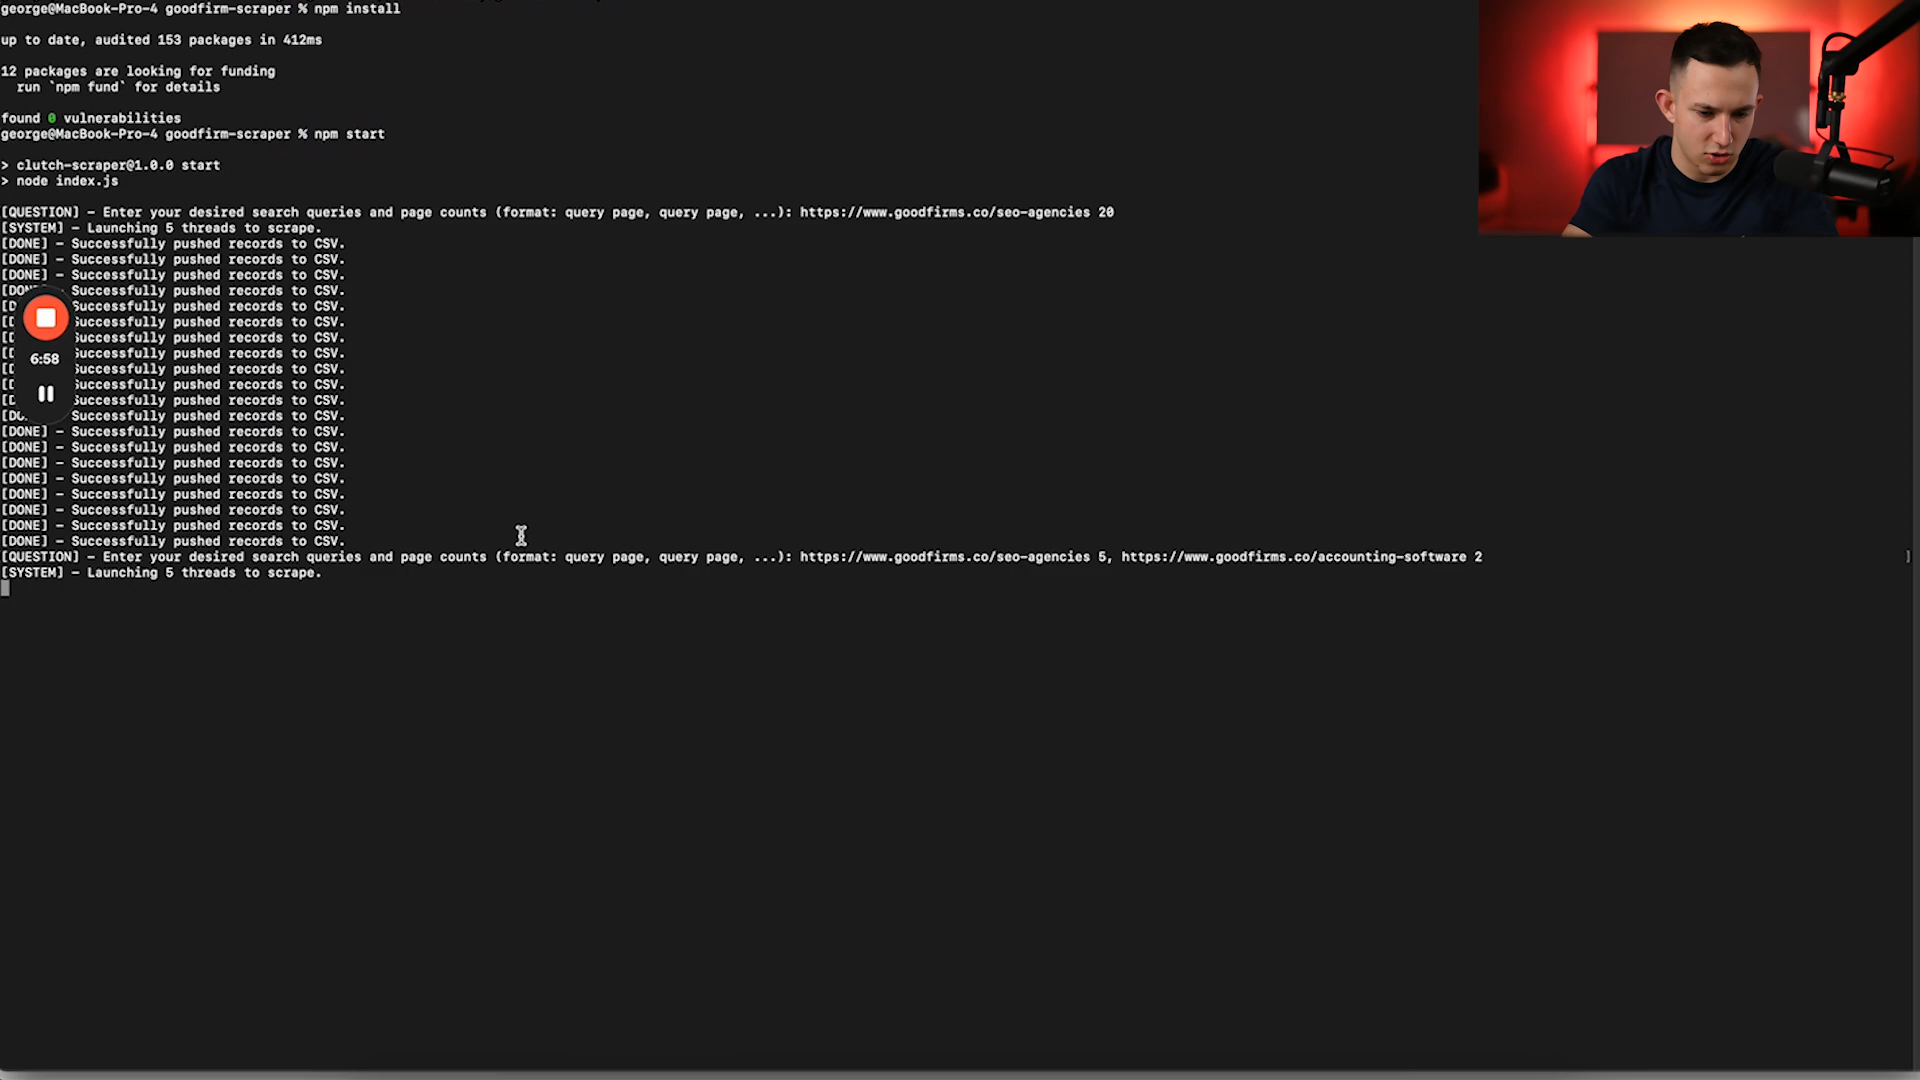 george@MacBook-Pro-4 goodfirm-scraper % npm install
up to date, audited 153 packages in 412ms
12 packages are looking for funding
run `npm fund` for details
found 0 vulnerabilities
george@MacBook-Pro-4 goodfirm-scraper % npm start
> clutch-scraper@1.0.0 start
> node index.js
[QUESTION] – Enter your desired search queries and page counts (format: query page, query page, ...): https://www.goodfirms.co/seo-agencies 20
[SYSTEM] – Launching 5 threads to scrape.
[DONE] – Successfully pushed records to CSV.
[DONE] – Successfully pushed records to CSV.
[DONE] – Successfully pushed records to CSV.
Successfully pushed records to CSV.
Successfully pushed records to CSV.
Successfully pushed records to CSV.
Successfully pushed records to CSV.
6:58
Successfully pushed records to CSV.
Successfully pushed records to CSV.
Successfully pushed records to CSV.
Successfully pushed records to CSV.
Successfully pushed records to CSV.
[DONE] – Successfully pushed records to CSV.
[DONE] – Successfully pushed records to CSV.
[DONE] – Successfully pushed records to CSV.
[DONE] – Successfully pushed records to CSV.
[DONE] – Successfully pushed records to CSV.
[DONE] – Successfully pushed records to CSV.
[DONE] – Successfully pushed records to CSV.
[DONE] – Successfully pushed records to CSV.
[QUESTION] – Enter your desired search queries and page counts (format: query page, query page, ...): https://www.goodfirms.co/seo-agencies 5, https://www.goodfirms.co/accounting-software 2 ]
[SYSTEM] – Launching 5 threads to scrape.